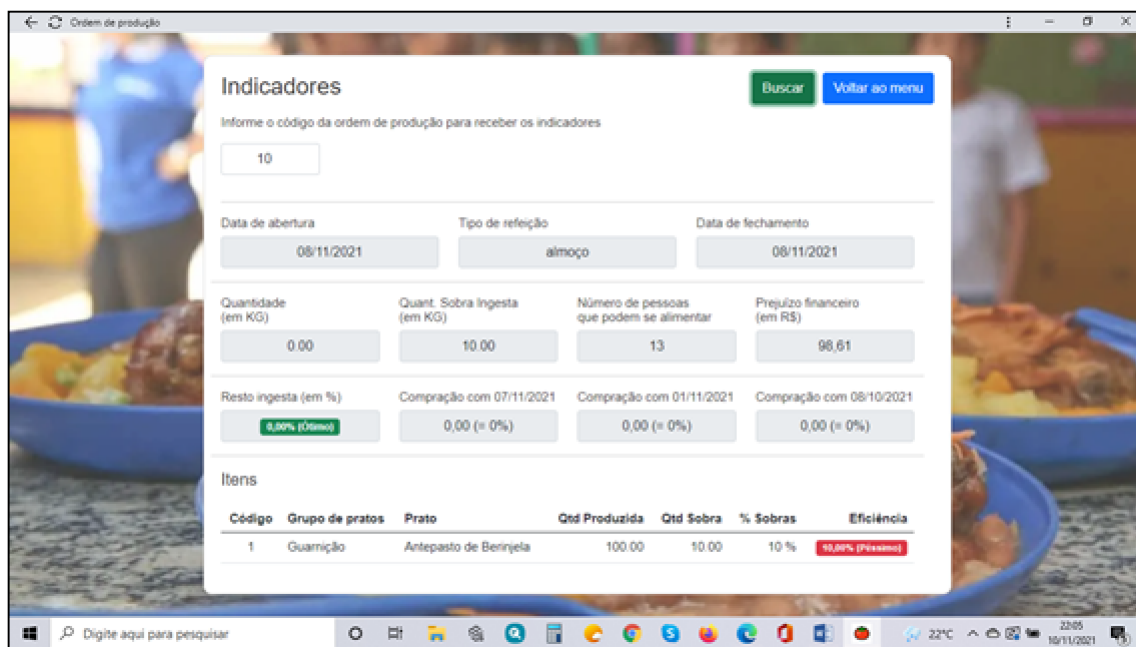 Ordem de produção
Indicadores
Buscar
Voltar ao menu
Informe o código da ordem de produção para receber os indicadores
10
Data de abertura Tipo de refeição Data de fechamento
08/11/2021 almoço 08/11/2021
Quantidade (em KG) Quant. Sobra Ingesta (em KG) Número de pessoas que podem se alimentar Prejuízo financeiro (em R$)
0.00 10.00 13 98,61
Resto ingesta (em %) Compração com 07/11/2021 Compração com 01/11/2021 Compração com 08/10/2021
0,00% (Ótimo) 0,00 (= 0%) 0,00 (= 0%) 0,00 (= 0%)
Itens
Código Grupo de pratos Prato Qtd Produzida Qtd Sobra % Sobras Eficiência
1 Guarnição Antepasto de Berinjela 100.00 10.00 10 % 10,00% (Péssimo)
Digite aqui para pesquisar
22°C
22:05
10/11/2021